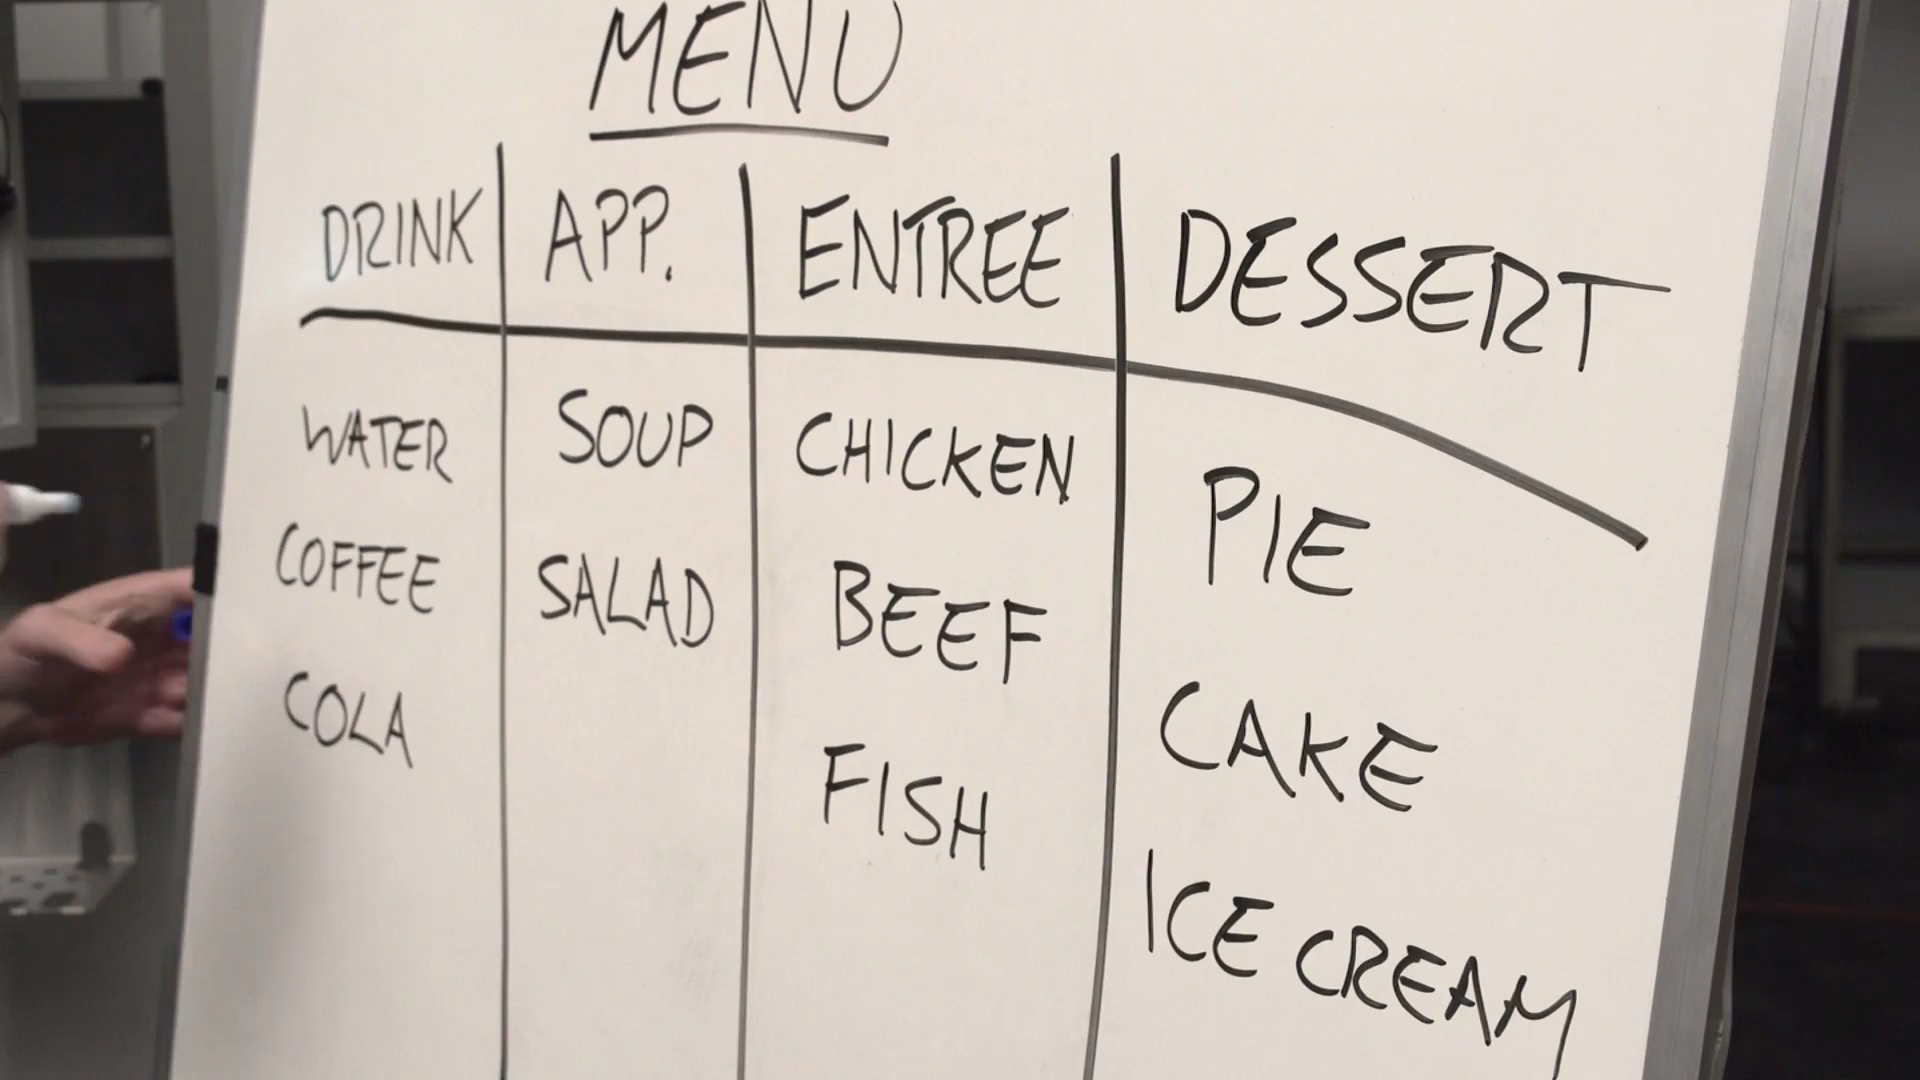 MENU
DRINK APP. ENTREE DESSERT
WATER SOUP CHICKEN PIE
COFFEE SALAD BEEF CAKE
COLA FISH ICE CREAM